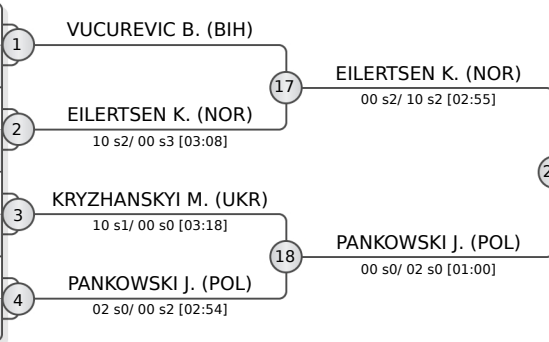 VUCUREVIC B. (BIH)
1
17
EILERTSEN K. (NOR)
00 s2/ 10 s2 [02:55]
EILERTSEN K. (NOR)
2
10 s2/ 00 s3 [03:08]
KRYZHANSKYI M. (UKR)
3
10 s1/ 00 s0 [03:18]
18
PANKOWSKI J. (POL)
00 s0/ 02 s0 [01:00]
PANKOWSKI J. (POL)
4
02 s0/ 00 s2 [02:54]